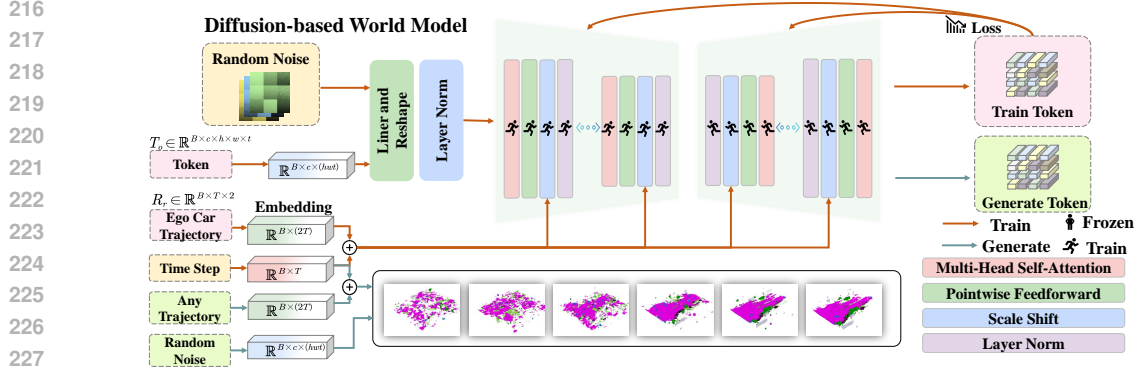 216
217
218
219
220
221
222
223
224
225
226
227
Diffusion-based World Model
Random Noise
T_o ∈ ℝ^{B×c×h×w×t}
Token
ℝ^{B×c×(hwt)}
Liner and
Reshape
Layer Norm
R_r ∈ ℝ^{B×T×2}
Embedding
Ego Car
Trajectory
ℝ^{B×(2T)}
Time Step
ℝ^{B×T}
Any
Trajectory
ℝ^{B×(2T)}
Random
Noise
ℝ^{B×c×(hwt)}
Loss
Train Token
Generate Token
Train
Frozen
Generate
Train
Multi-Head Self-Attention
Pointwise Feedforward
Scale Shift
Layer Norm